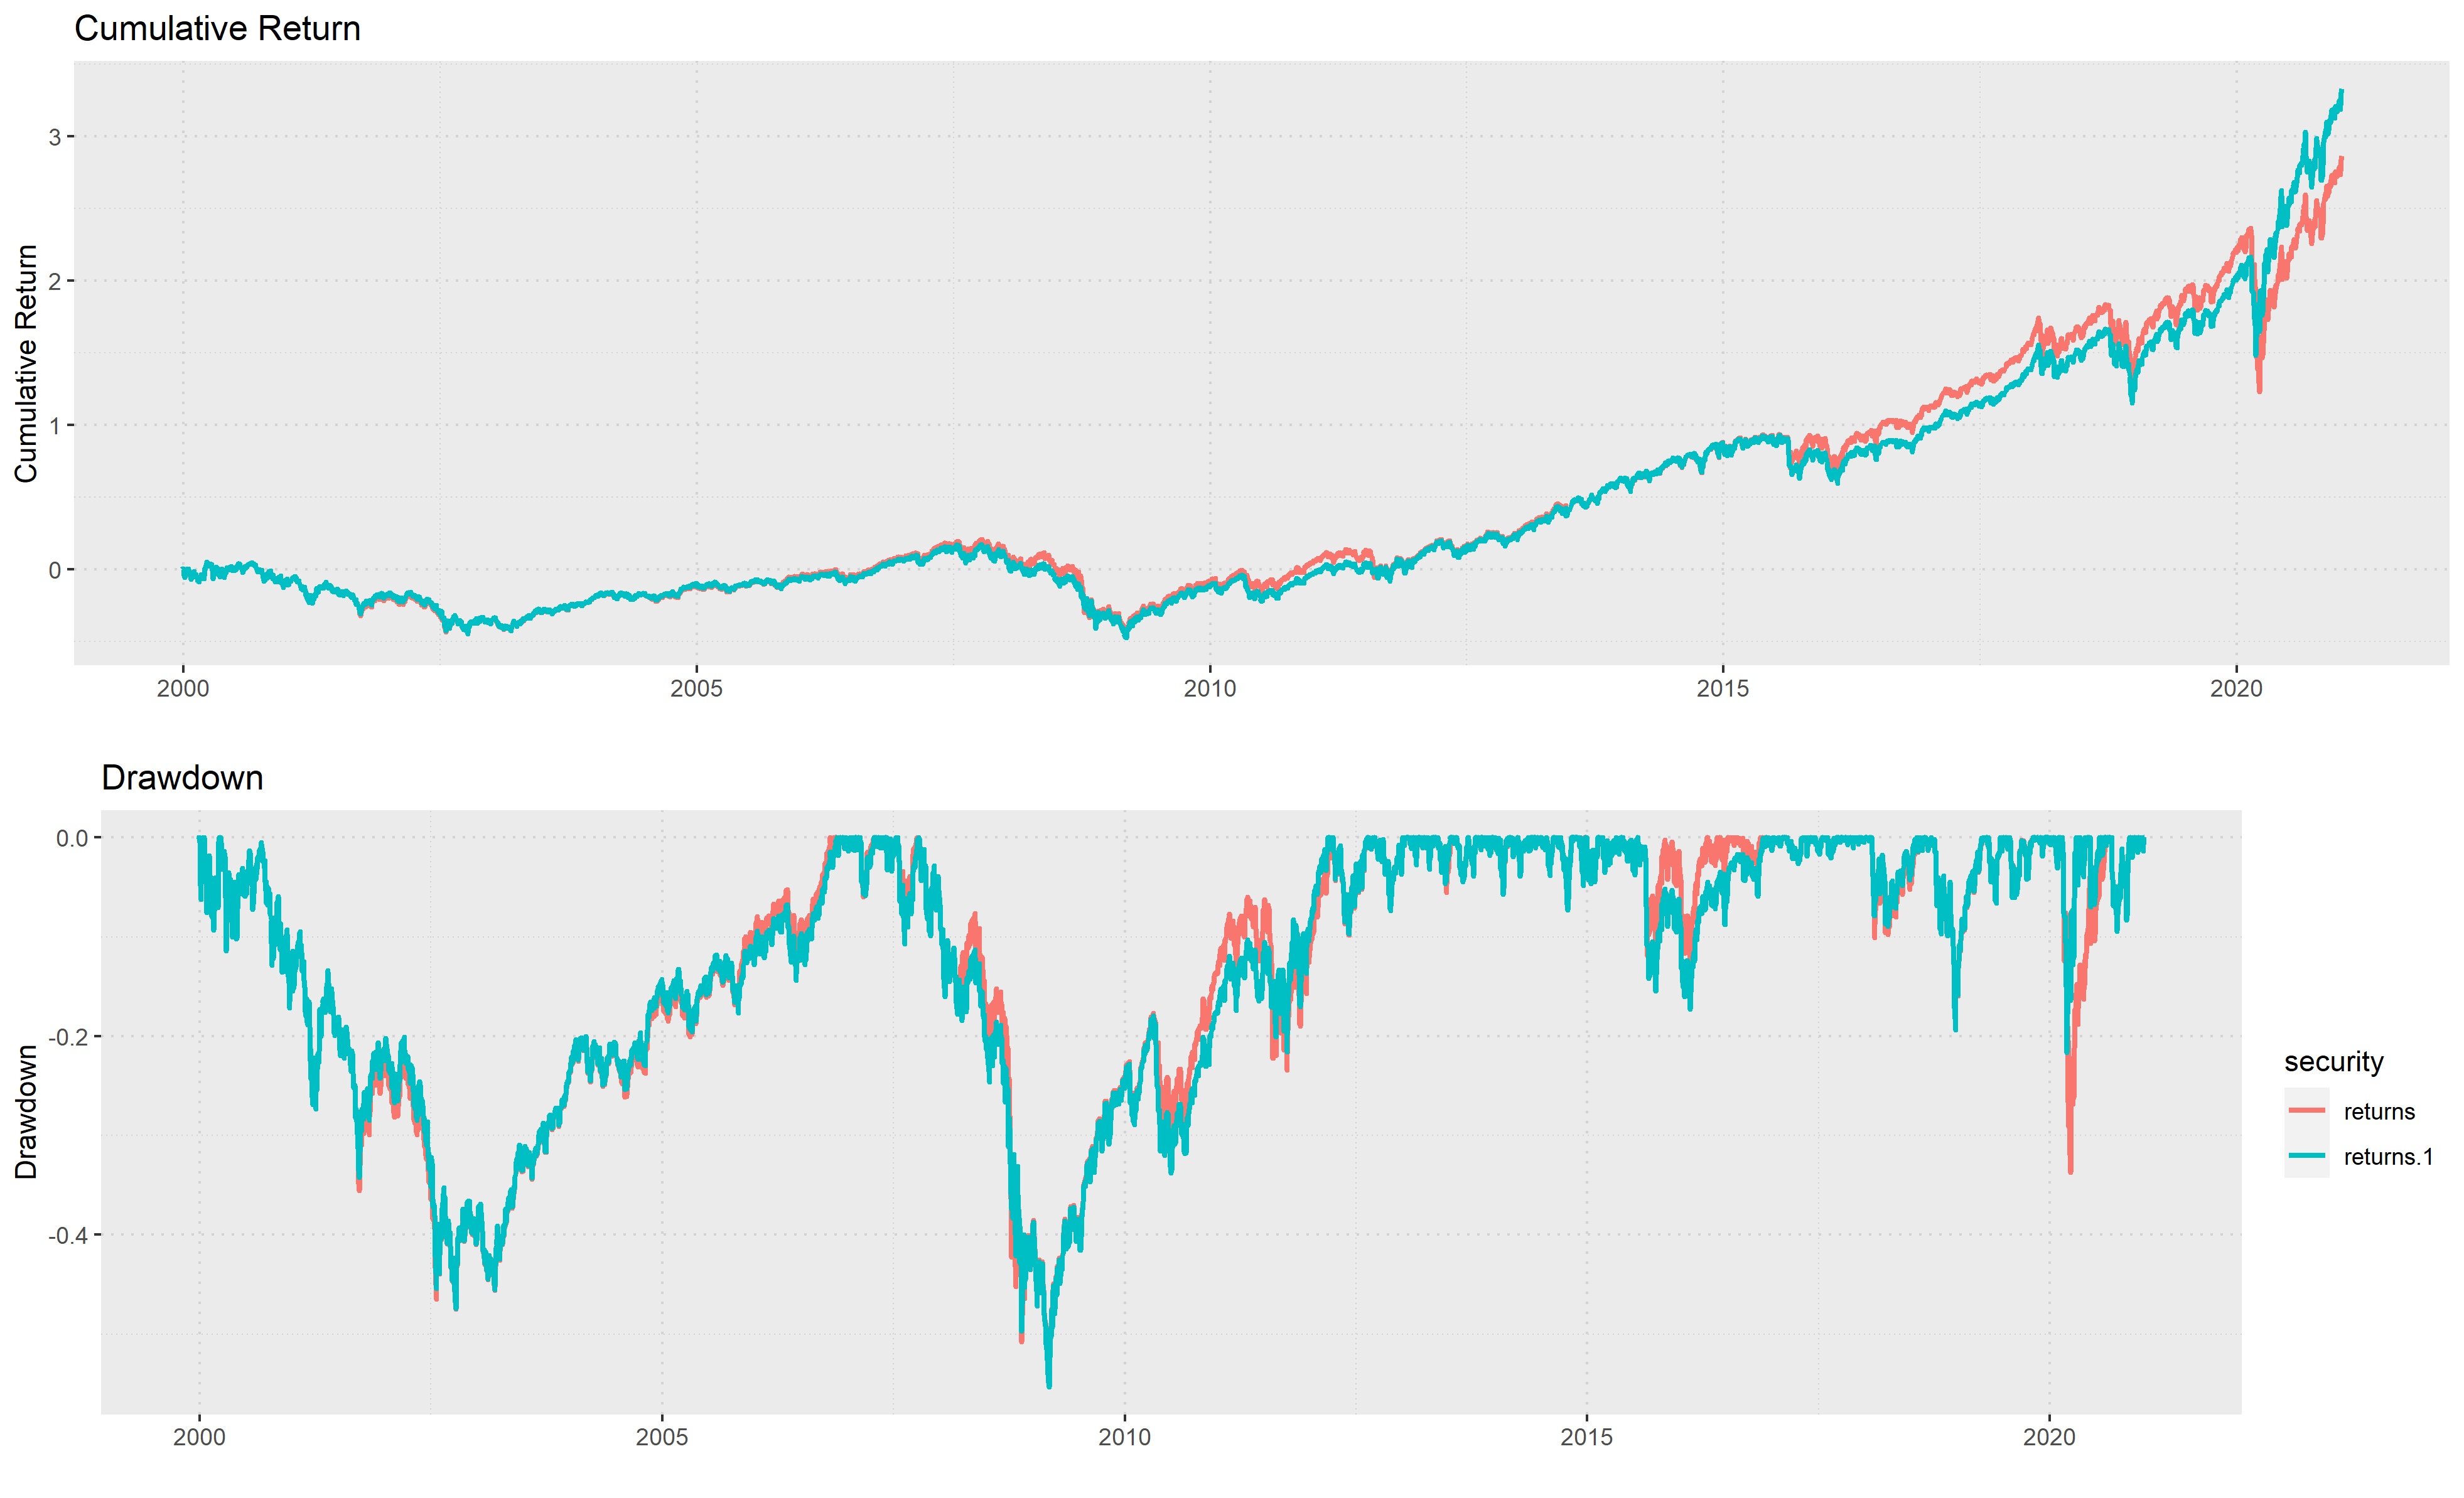 Cumulative Return
Cumulative Return
3
2
1
0
2000 2005 2010 2015 2020
Drawdown
Drawdown
0.0
-0.2
-0.4
2000 2005 2010 2015 2020
security
returns
returns.1